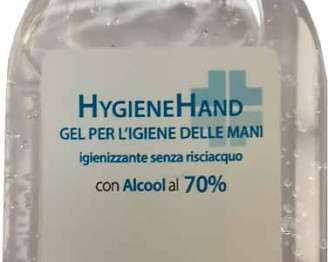 HYGIENEHAND
GEL PER L'IGIENE DELLE MANI
igienizzante senza risciacquo
con Alcool al 70%